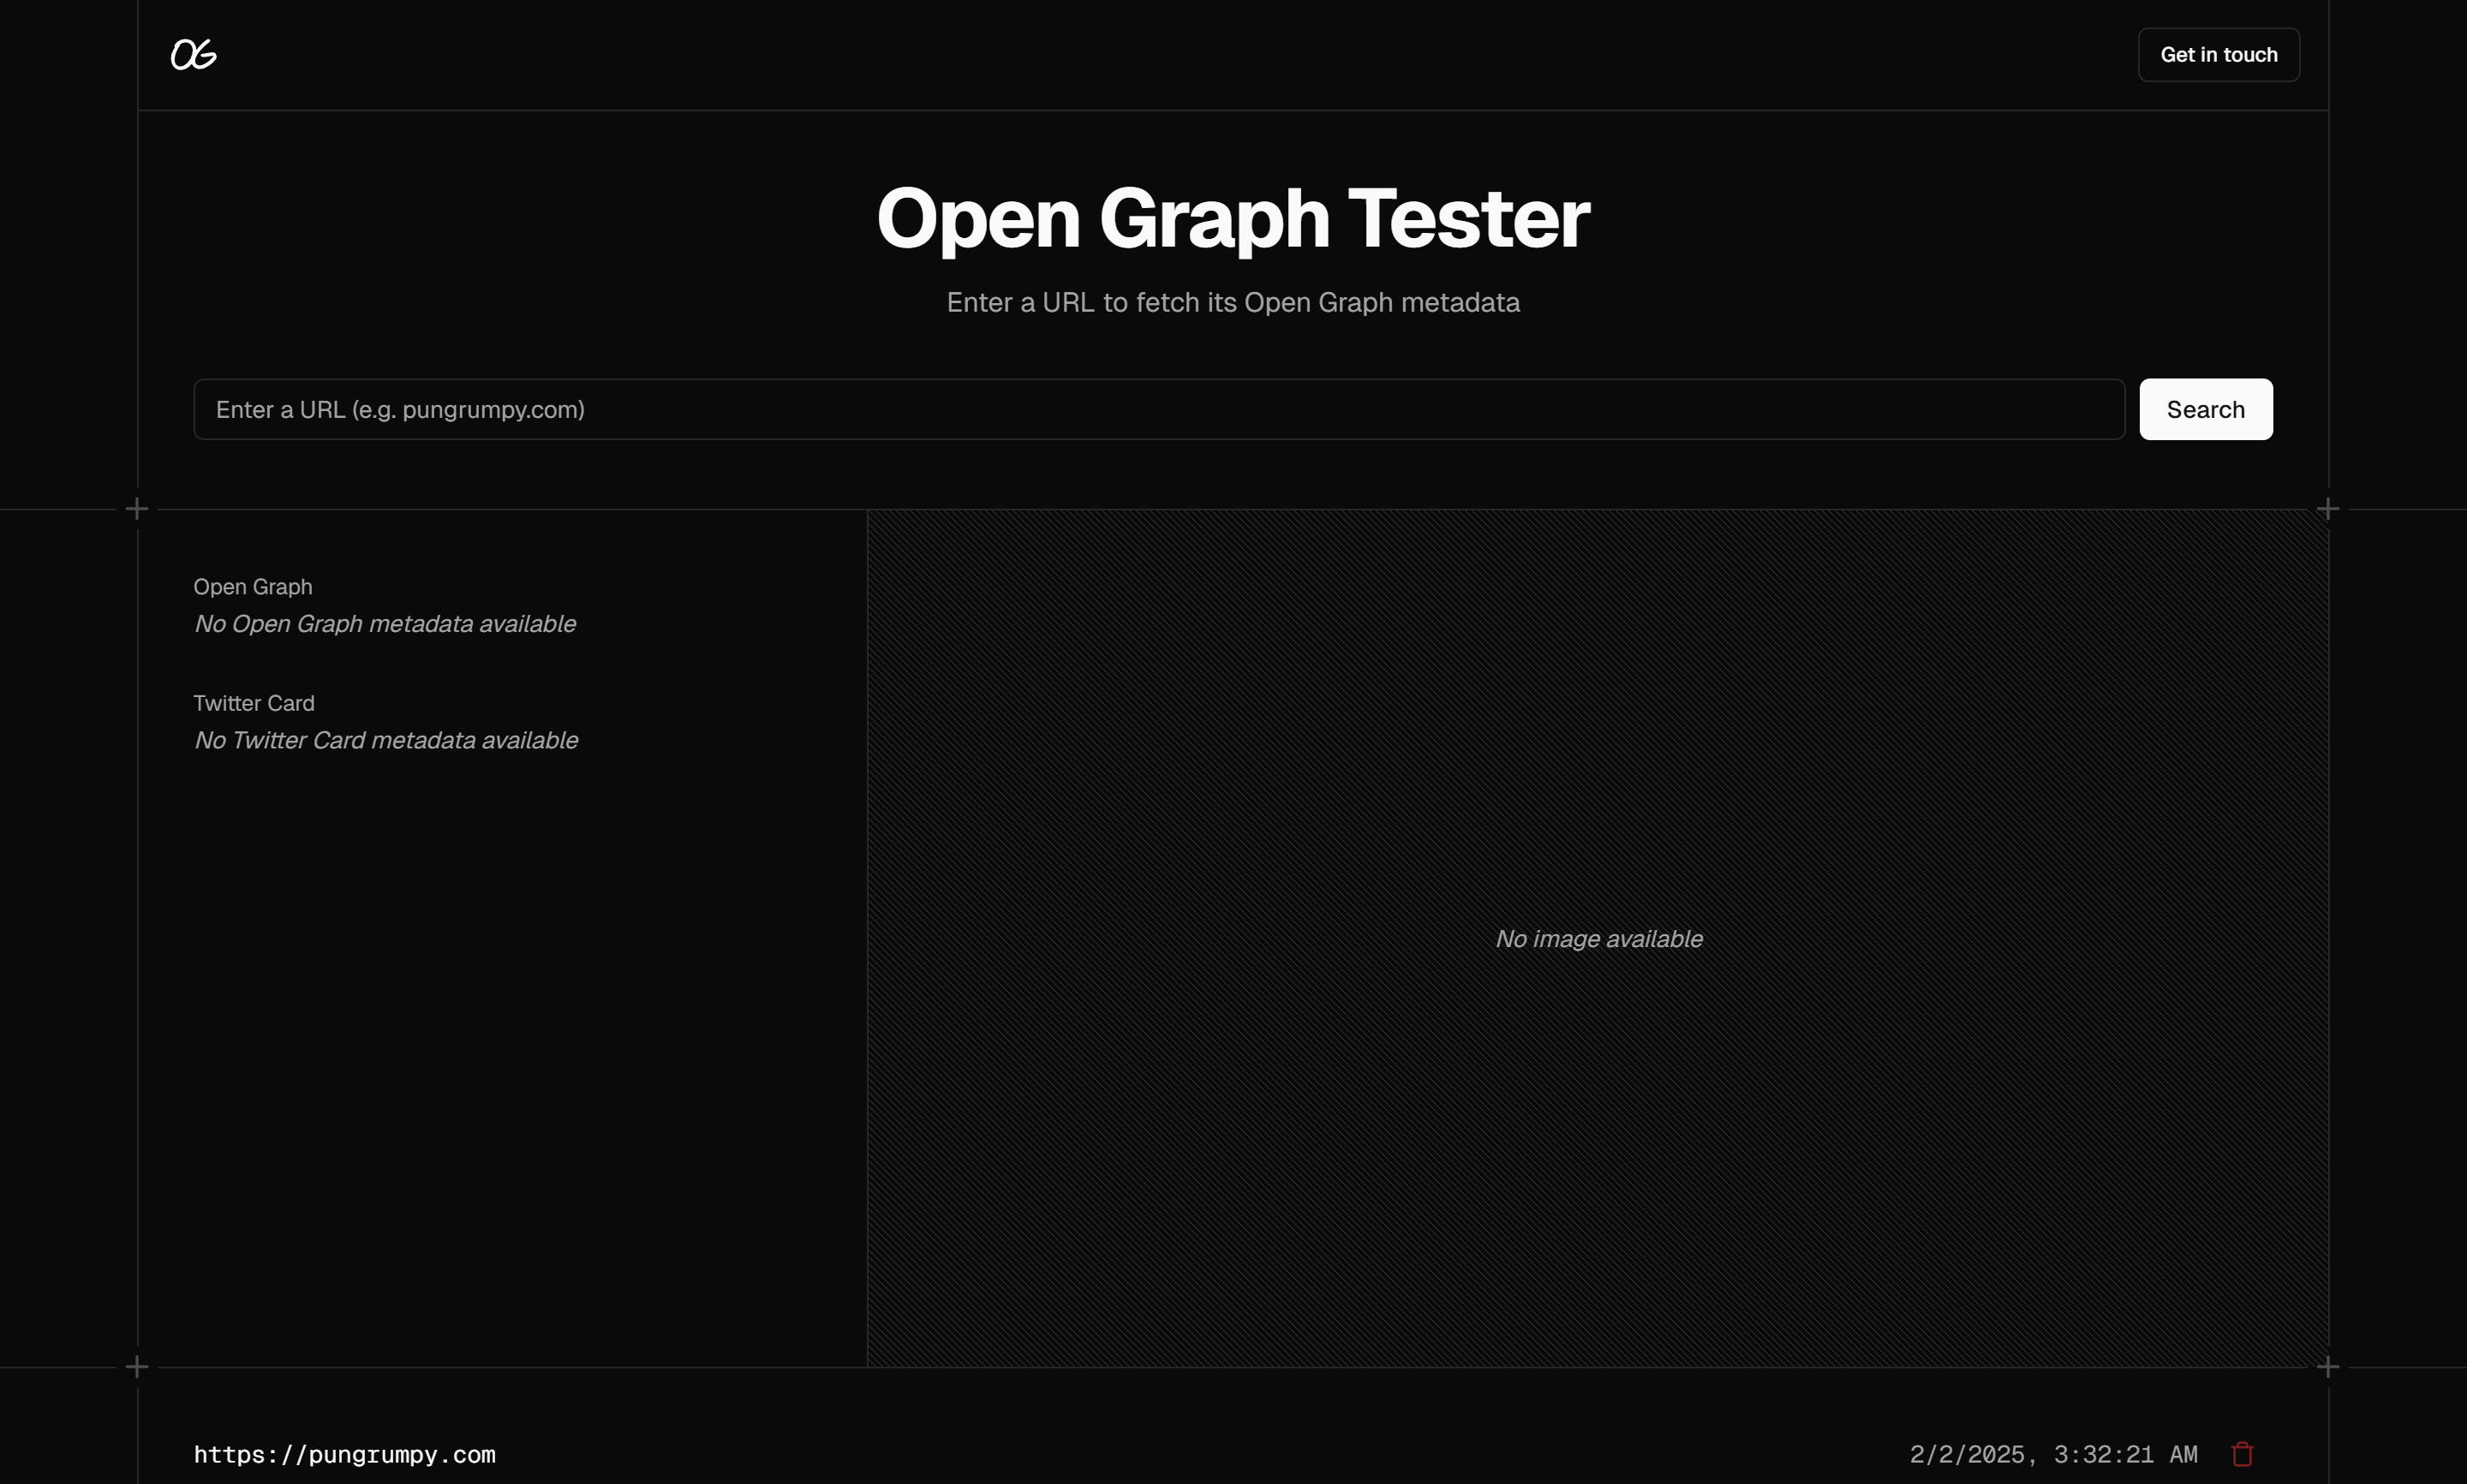 OG
Get in touch
Open Graph Tester
Enter a URL to fetch its Open Graph metadata
Enter a URL (e.g. pungrumpy.com)
Search
Open Graph
No Open Graph metadata available
Twitter Card
No Twitter Card metadata available
No image available
https://pungrumpy.com
2/2/2025, 3:32:21 AM